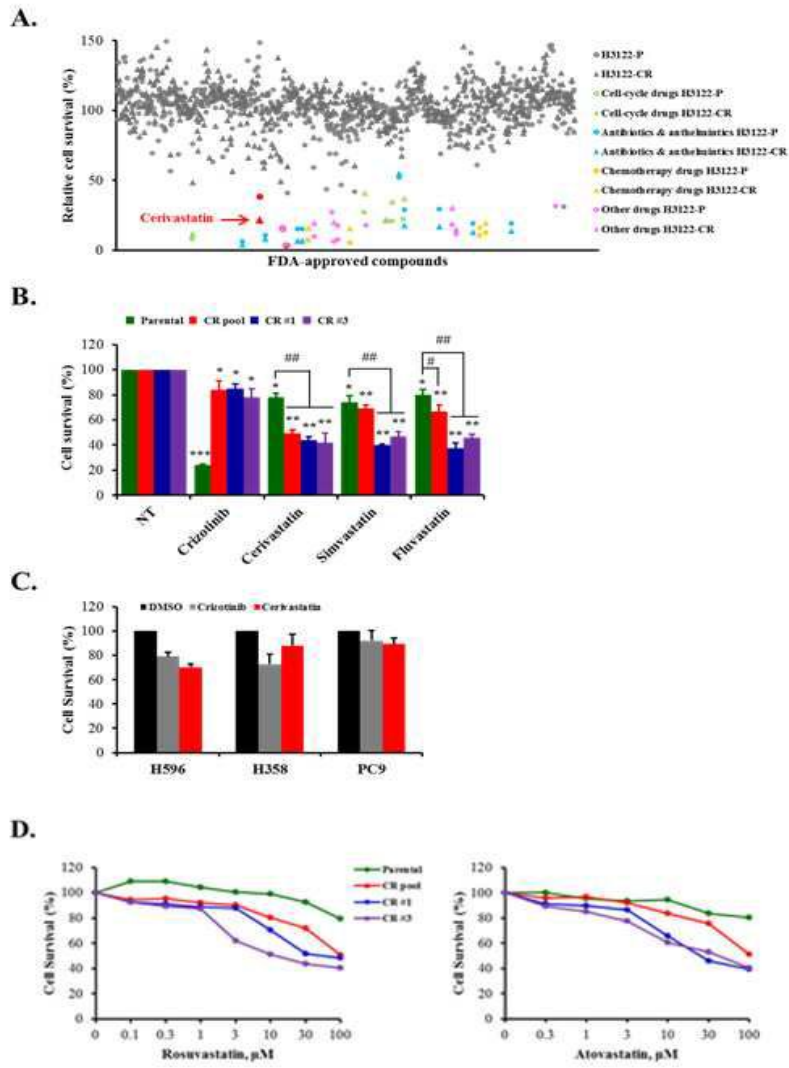 A.
150
100
50
0
Relative cell survival (%)
Cerivastatin
FDA-approved compounds
H3122-P
H3122-CR
Cell-cycle drugs H3122-P
Cell-cycle drugs H3122-CR
Antibiotics & anthelmintics H3122-P
Antibiotics & anthelmintics H3122-CR
Chemotherapy drugs H3122-P
Chemotherapy drugs H3122-CR
Other drugs H3122-P
Other drugs H3122-CR
B.
Parental CR pool CR #1 CR #3
120
100
80
60
40
20
0
Cell survival (%)
*** * * *
* ** ** ** ##
* ** ** ** ##
* ** ** ** # ##
NT Crizotinib Cerivastatin Simvastatin Fluvastatin
C.
DMSO Crizotinib Cerivastatin
120
100
80
60
40
20
0
Cell Survival (%)
H596 H358 PC9
D.
120
100
80
60
40
20
0
Cell Survival (%)
0 0.1 0.3 1 3 10 30 100
Rosuvastatin, µM
Parental
CR pool
CR #1
CR #3
120
100
80
60
40
20
0
Cell Survival (%)
0 0.3 1 3 10 30 100
Atovastatin, µM